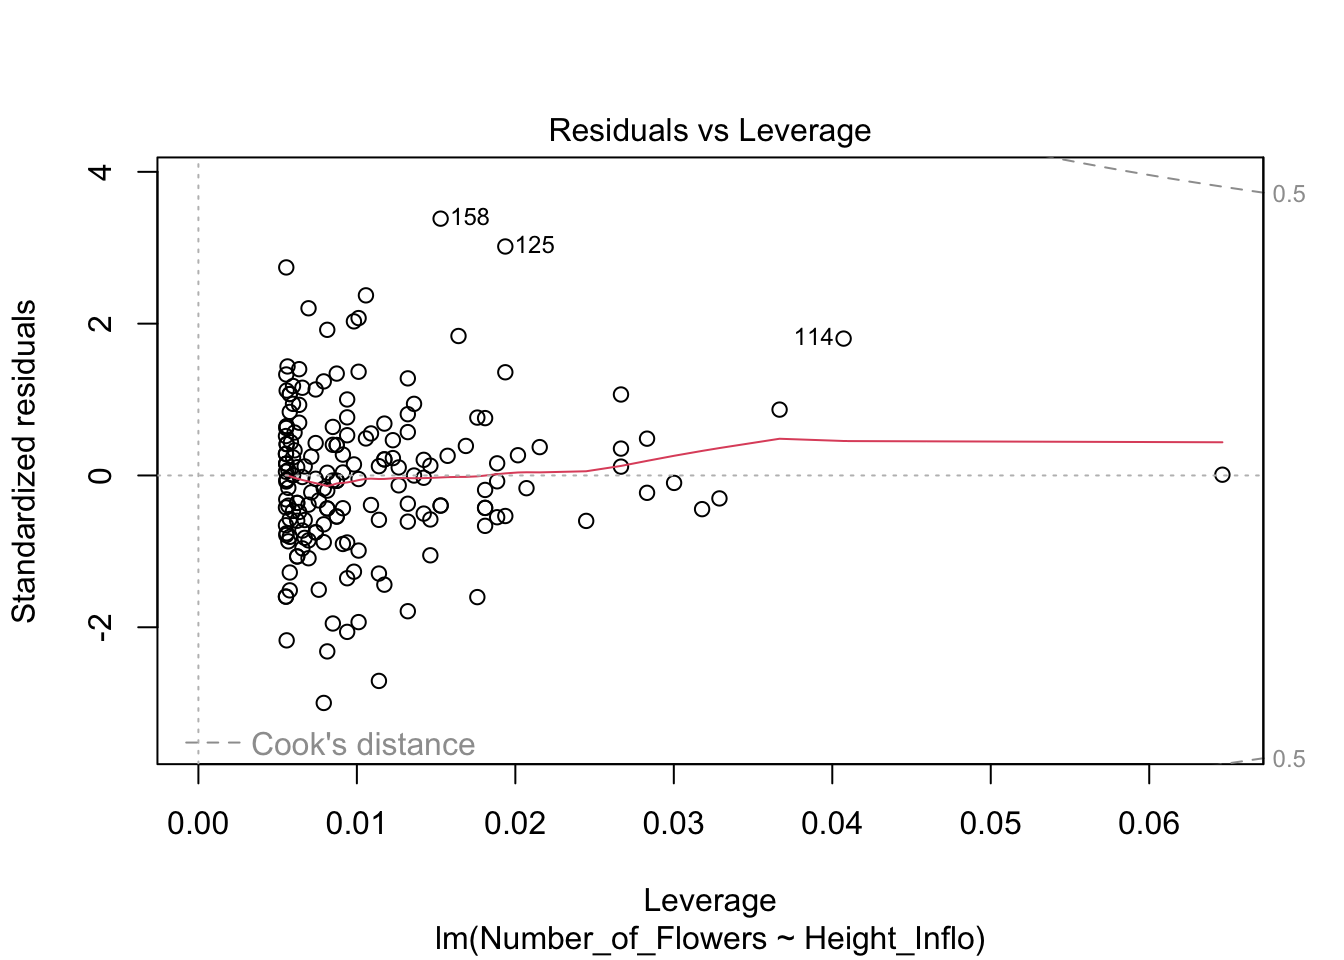 Residuals vs Leverage
Standardized residuals
4
2
0
-2
0.5
0.5
158
125
114
Cook's distance
0.00 0.01 0.02 0.03 0.04 0.05 0.06
Leverage
lm(Number_of_Flowers ~ Height_Inflo)